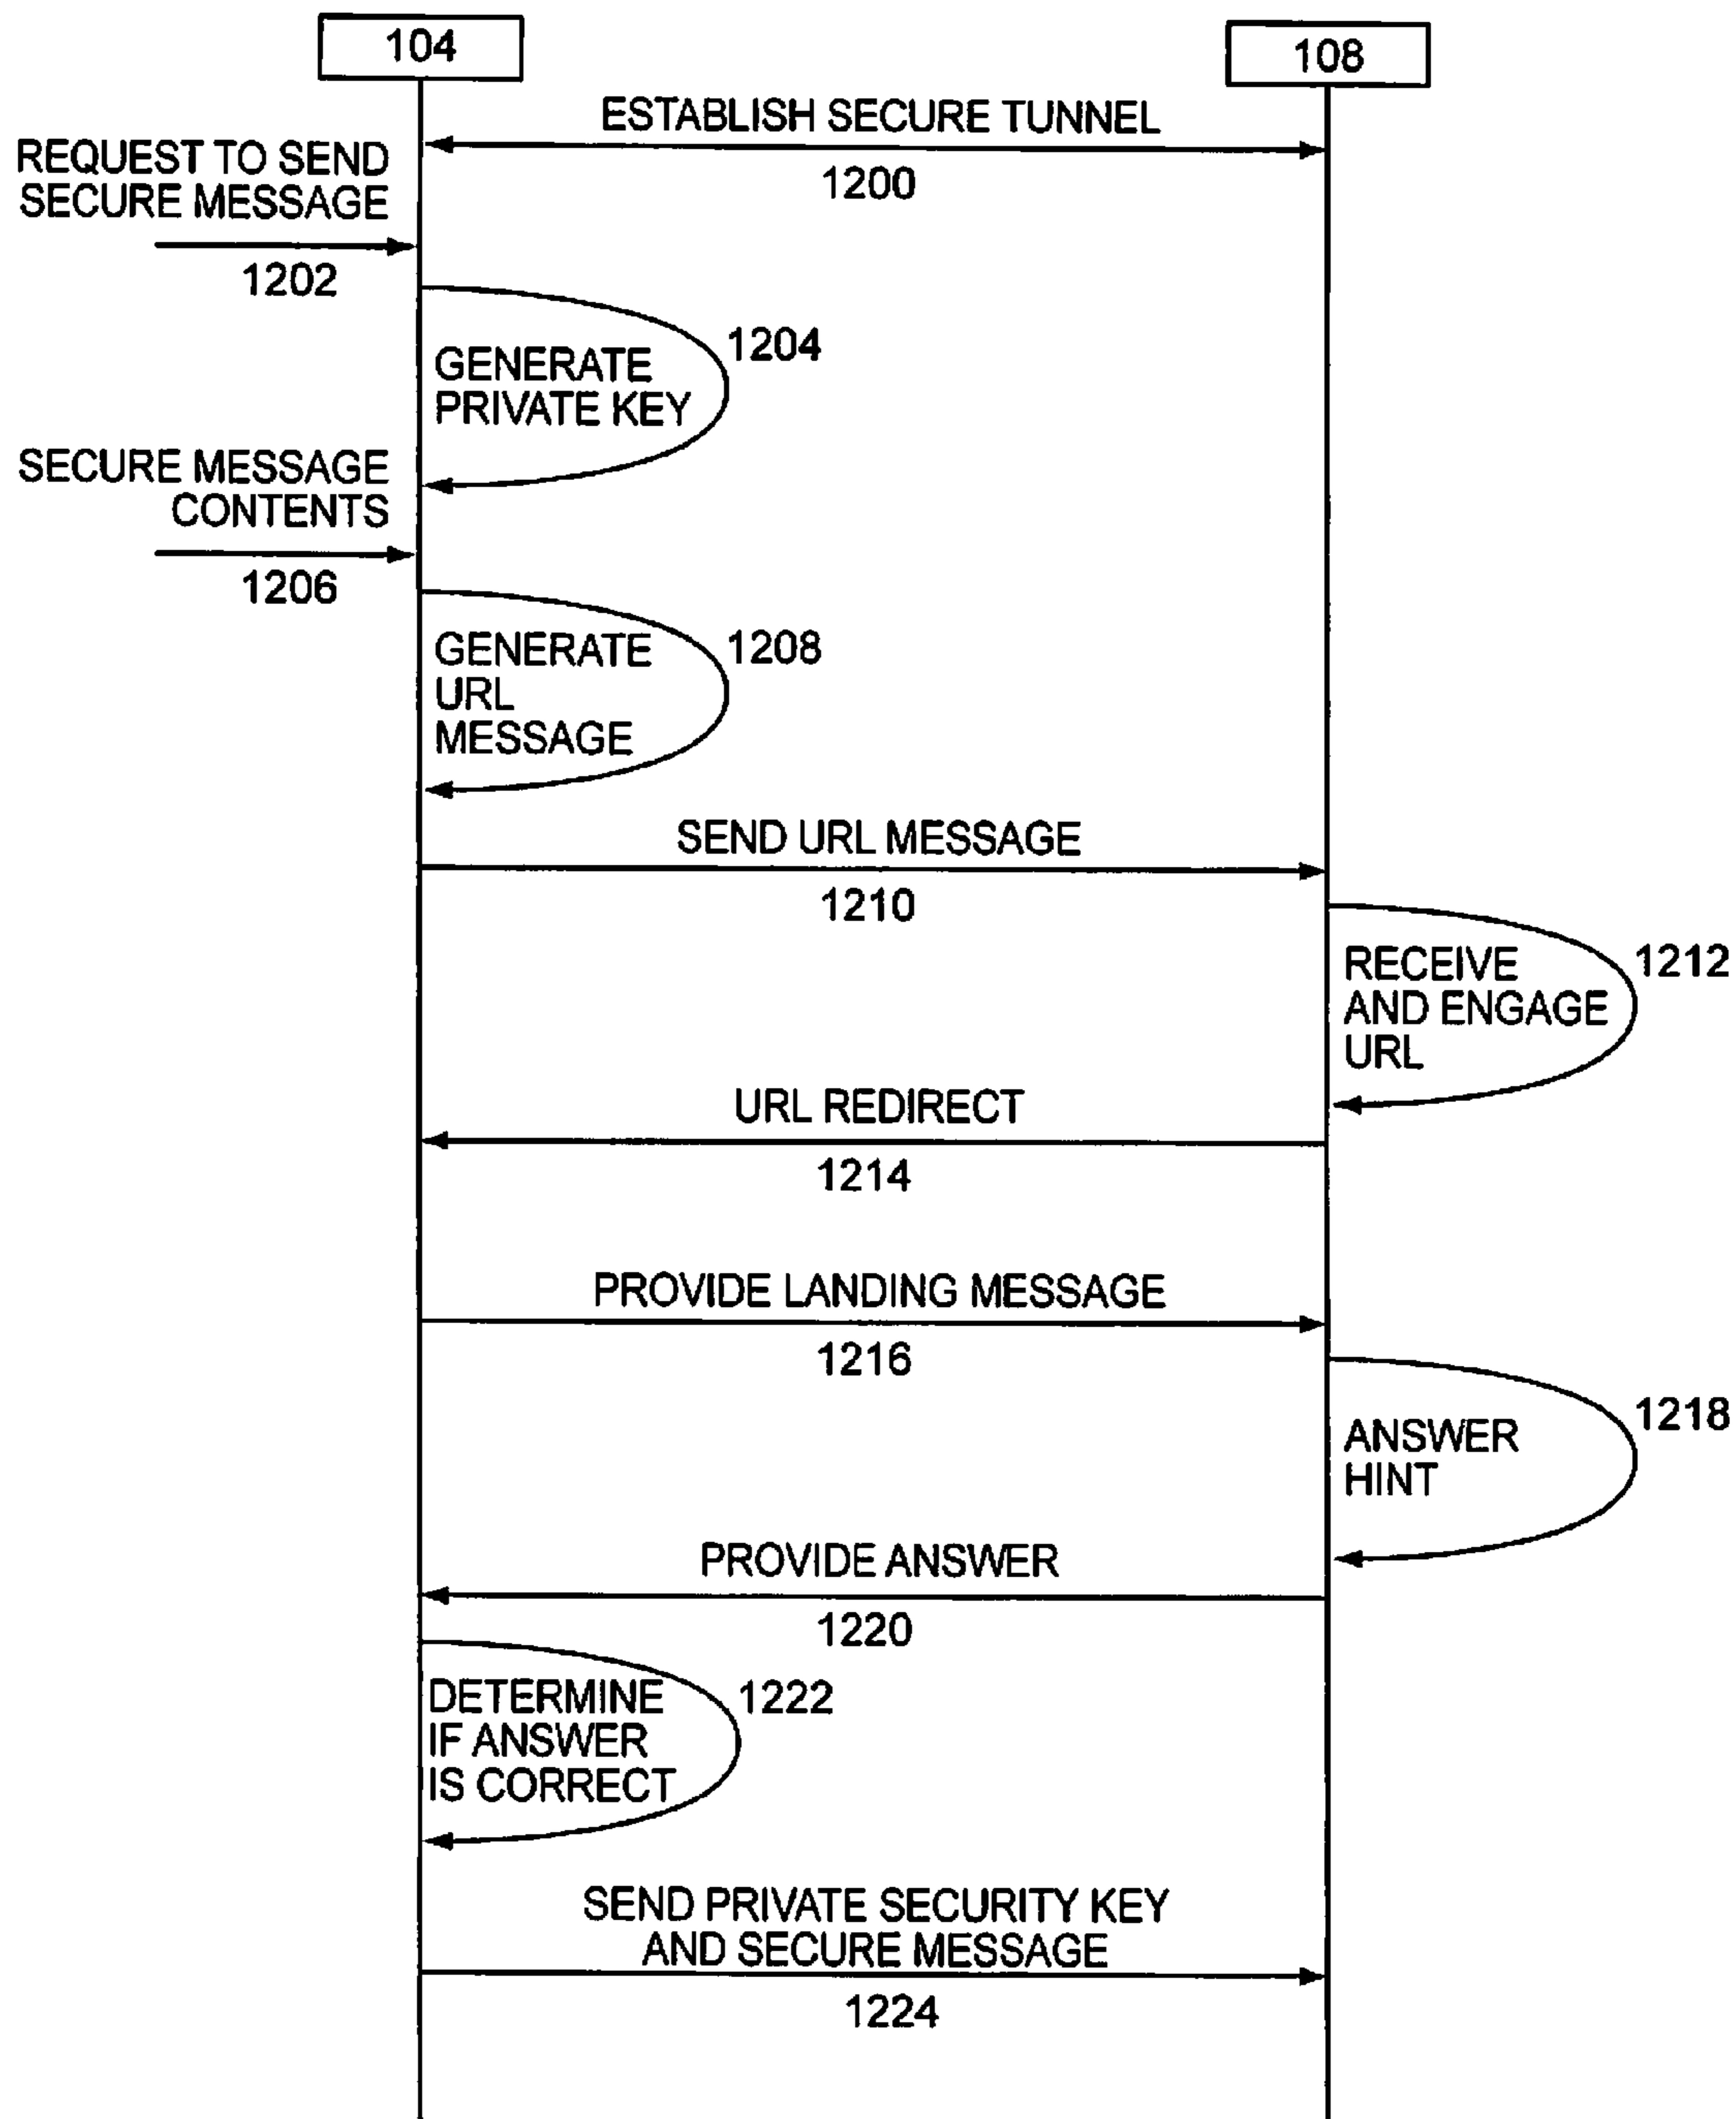 104
108
ESTABLISH SECURE TUNNEL
1200
REQUEST TO SEND
SECURE MESSAGE
1202
1204
GENERATE
PRIVATE KEY
SECURE MESSAGE
CONTENTS
1206
1208
GENERATE
URL
MESSAGE
SEND URL MESSAGE
1210
1212
RECEIVE
AND ENGAGE
URL
URL REDIRECT
1214
PROVIDE LANDING MESSAGE
1216
1218
ANSWER
HINT
PROVIDE ANSWER
1220
1222
DETERMINE
IF ANSWER
IS CORRECT
SEND PRIVATE SECURITY KEY
AND SECURE MESSAGE
1224